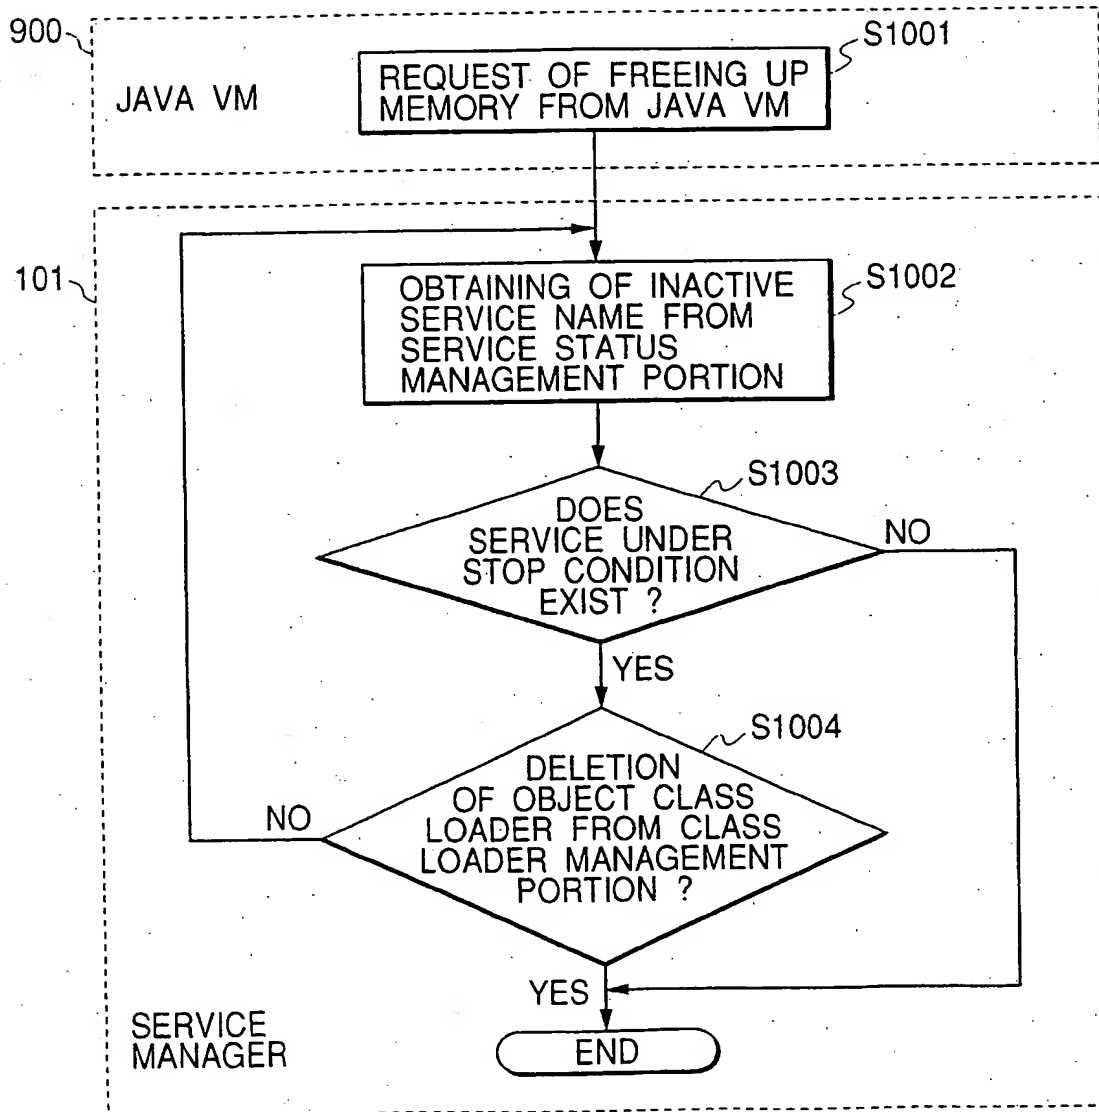 900
S1001
JAVA VM
REQUEST OF FREEING UP
MEMORY FROM JAVA VM
101
S1002
OBTAINING OF INACTIVE
SERVICE NAME FROM
SERVICE STATUS
MANAGEMENT PORTION
S1003
DOES
SERVICE UNDER
STOP CONDITION
EXIST ?
NO
YES
S1004
DELETION
OF OBJECT CLASS
LOADER FROM CLASS
LOADER MANAGEMENT
PORTION ?
NO
YES
SERVICE
MANAGER
END